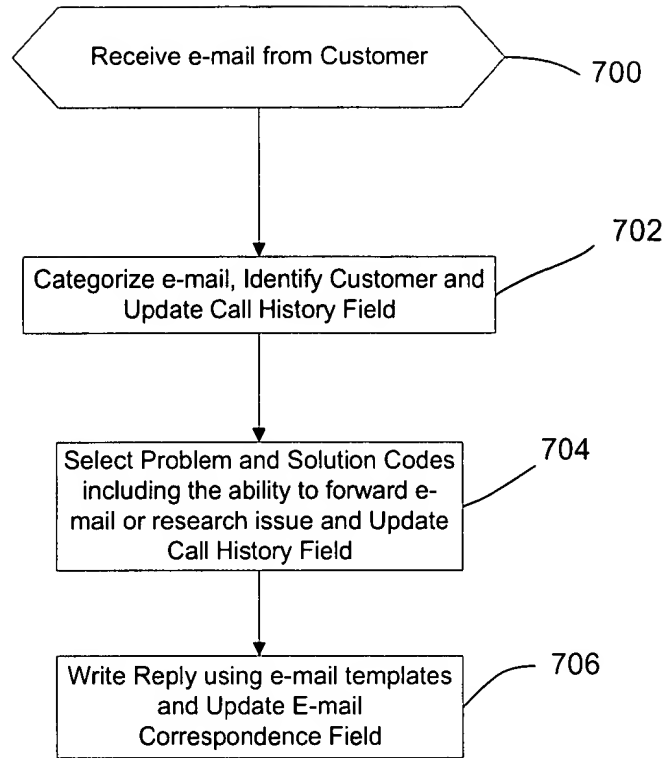 Receive e-mail from Customer
700
702
Categorize e-mail, Identify Customer and
Update Call History Field
704
Select Problem and Solution Codes
including the ability to forward e-
mail or research issue and Update
Call History Field
706
Write Reply using e-mail templates
and Update E-mail
Correspondence Field